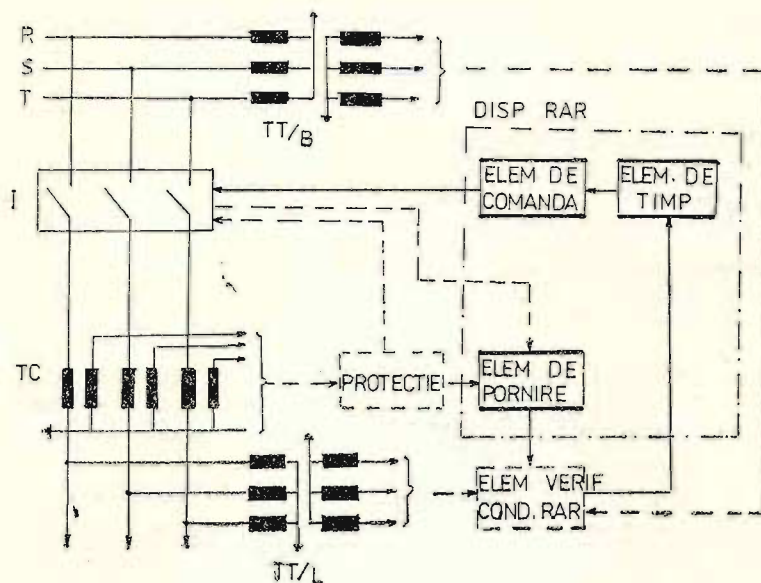 R
S
T
TT/B
DISP RAR
ELEM DE
COMANDA
ELEM. DE
TIMP
I
TC
PROTECTIE
ELEM DE
PORNIRE
ELEM VERIF
COND. RAR
TT/L